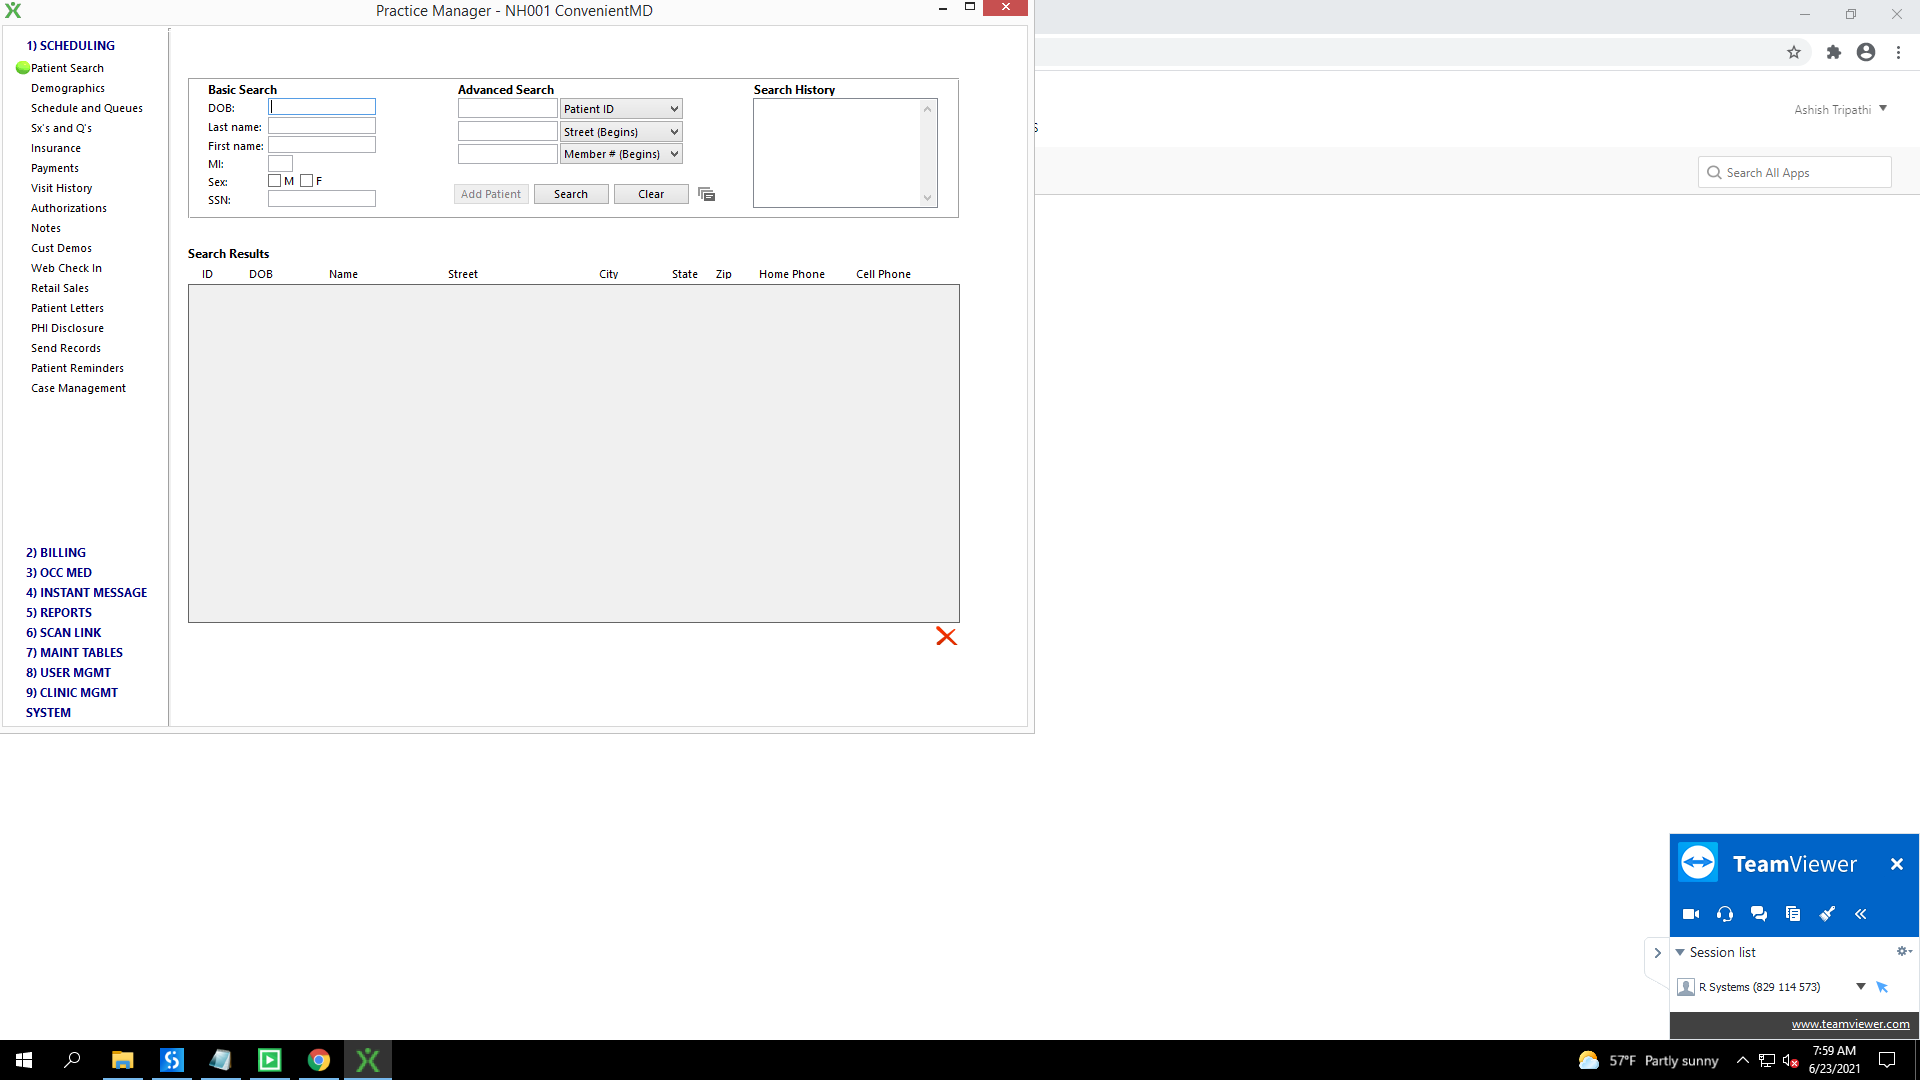 Practice Manager - NH001 ConvenientMD
1) SCHEDULING
Patient Search
Demographics
Schedule and Queues
Sx's and Q's
Insurance
Payments
Visit History
Authorizations
Notes
Cust Demos
Web Check In
Retail Sales
Patient Letters
PHI Disclosure
Send Records
Patient Reminders
Case Management
2) BILLING
3) OCC MED
4) INSTANT MESSAGE
5) REPORTS
6) SCAN LINK
7) MAINT TABLES
8) USER MGMT
9) CLINIC MGMT
SYSTEM
Basic Search
DOB:
Last name:
First name:
MI:
Sex: M F
SSN:
Advanced Search
Patient ID
Street (Begins)
Member # (Begins)
Add Patient Search Clear
Search History
Search Results
ID DOB Name Street City State Zip Home Phone Cell Phone
Ashish Tripathi
Search All Apps
TeamViewer
Session list
R Systems (829 114 573)
www.teamviewer.com
57°F Partly sunny
7:59 AM
6/23/2021